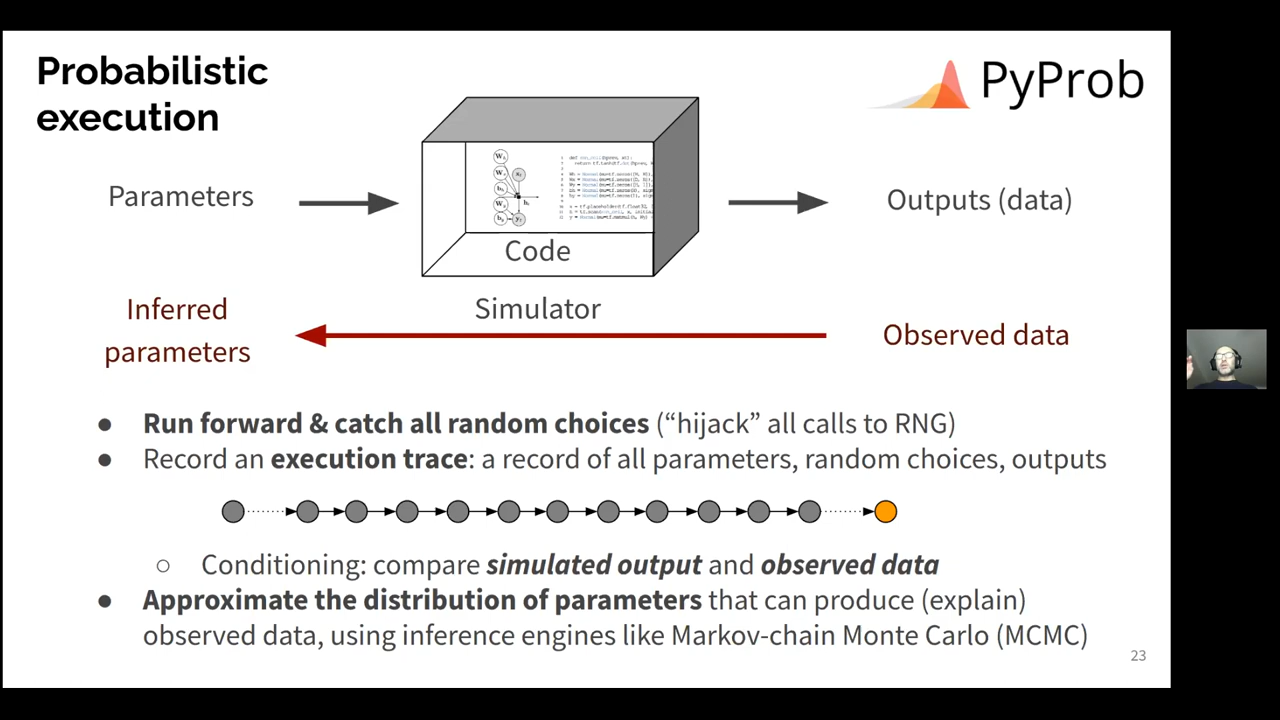 Probabilistic
execution
PyProb
Parameters
Code
Outputs (data)
Simulator
Inferred
parameters
Observed data
● Run forward & catch all random choices (“hijack” all calls to RNG)
● Record an execution trace: a record of all parameters, random choices, outputs
○ Conditioning: compare simulated output and observed data
● Approximate the distribution of parameters that can produce (explain)
observed data, using inference engines like Markov-chain Monte Carlo (MCMC)
23